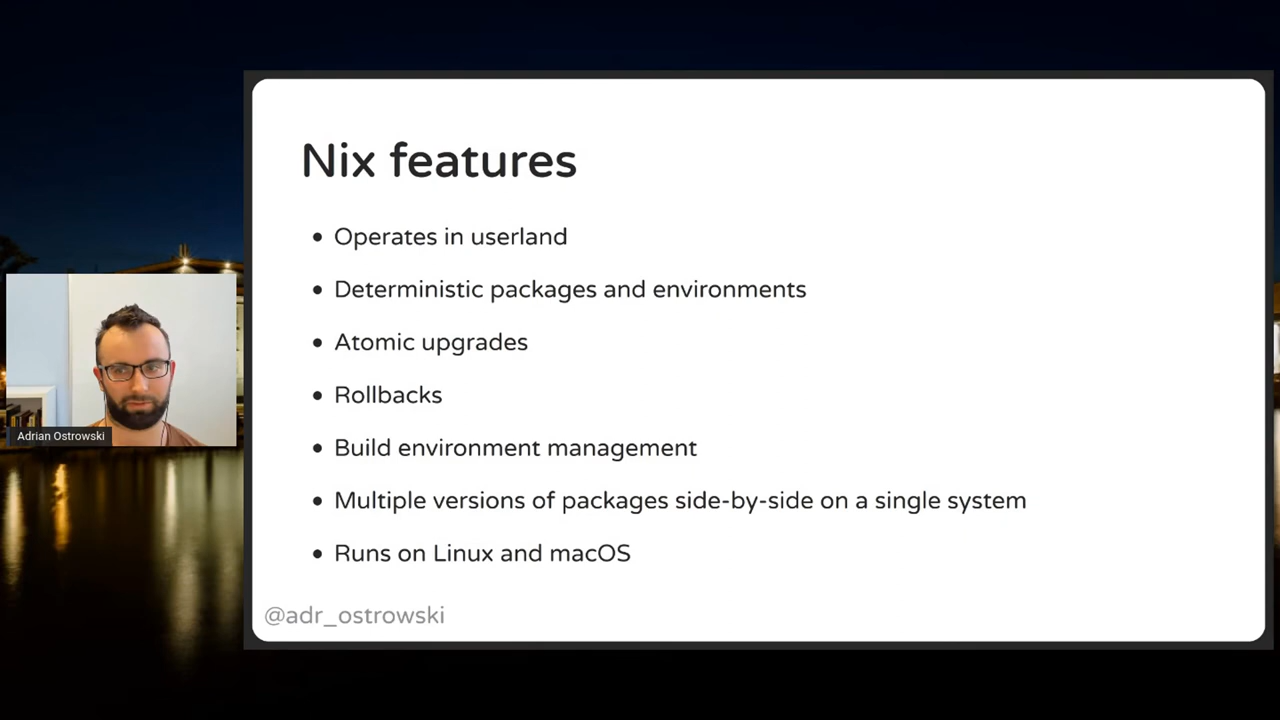 Nix features
• Operates in userland
• Deterministic packages and environments
• Atomic upgrades
• Rollbacks
• Build environment management
• Multiple versions of packages side-by-side on a single system
• Runs on Linux and macOS
Adrian Ostrowski
@adr_ostrowski